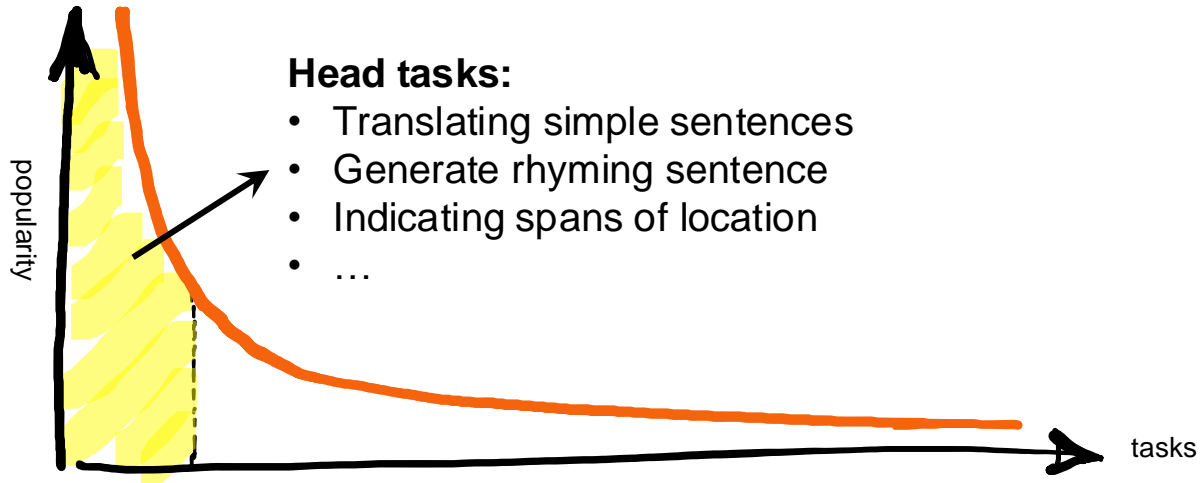 Head tasks:
• Translating simple sentences
• Generate rhyming sentence
• Indicating spans of location
• …
popularity
tasks